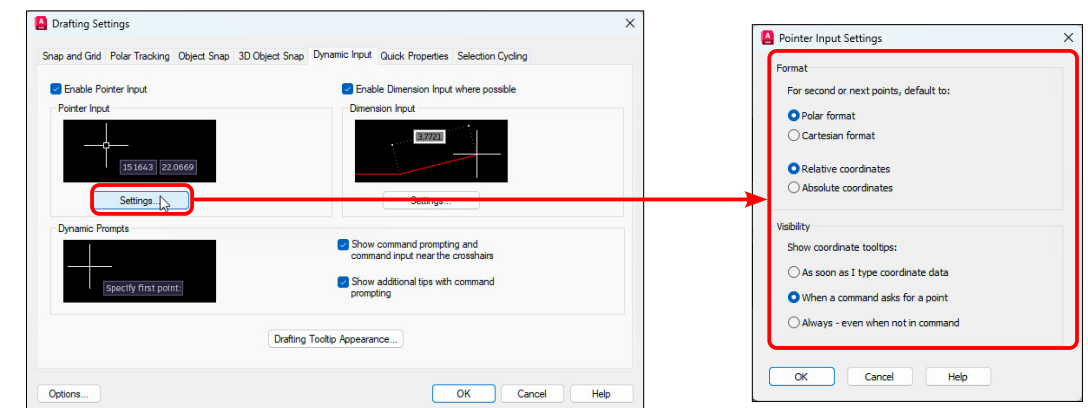 Drafting Settings
Snap and Grid Polar Tracking Object Snap 3D Object Snap Dynamic Input Quick Properties Selection Cycling
Enable Pointer Input
Enable Dimension Input where possible
Pointer Input
Dimension Input
15.1643 22.0669
3.7721
Settings...
Settings...
Dynamic Prompts
Specify first point:
Show command prompting and
command input near the crosshairs
Show additional tips with command
prompting
Drafting Tooltip Appearance...
Options...
OK
Cancel
Help
Pointer Input Settings
Format
For second or next points, default to:
Polar format
Cartesian format
Relative coordinates
Absolute coordinates
Visibility
Show coordinate tooltips:
As soon as I type coordinate data
When a command asks for a point
Always - even when not in command
OK
Cancel
Help